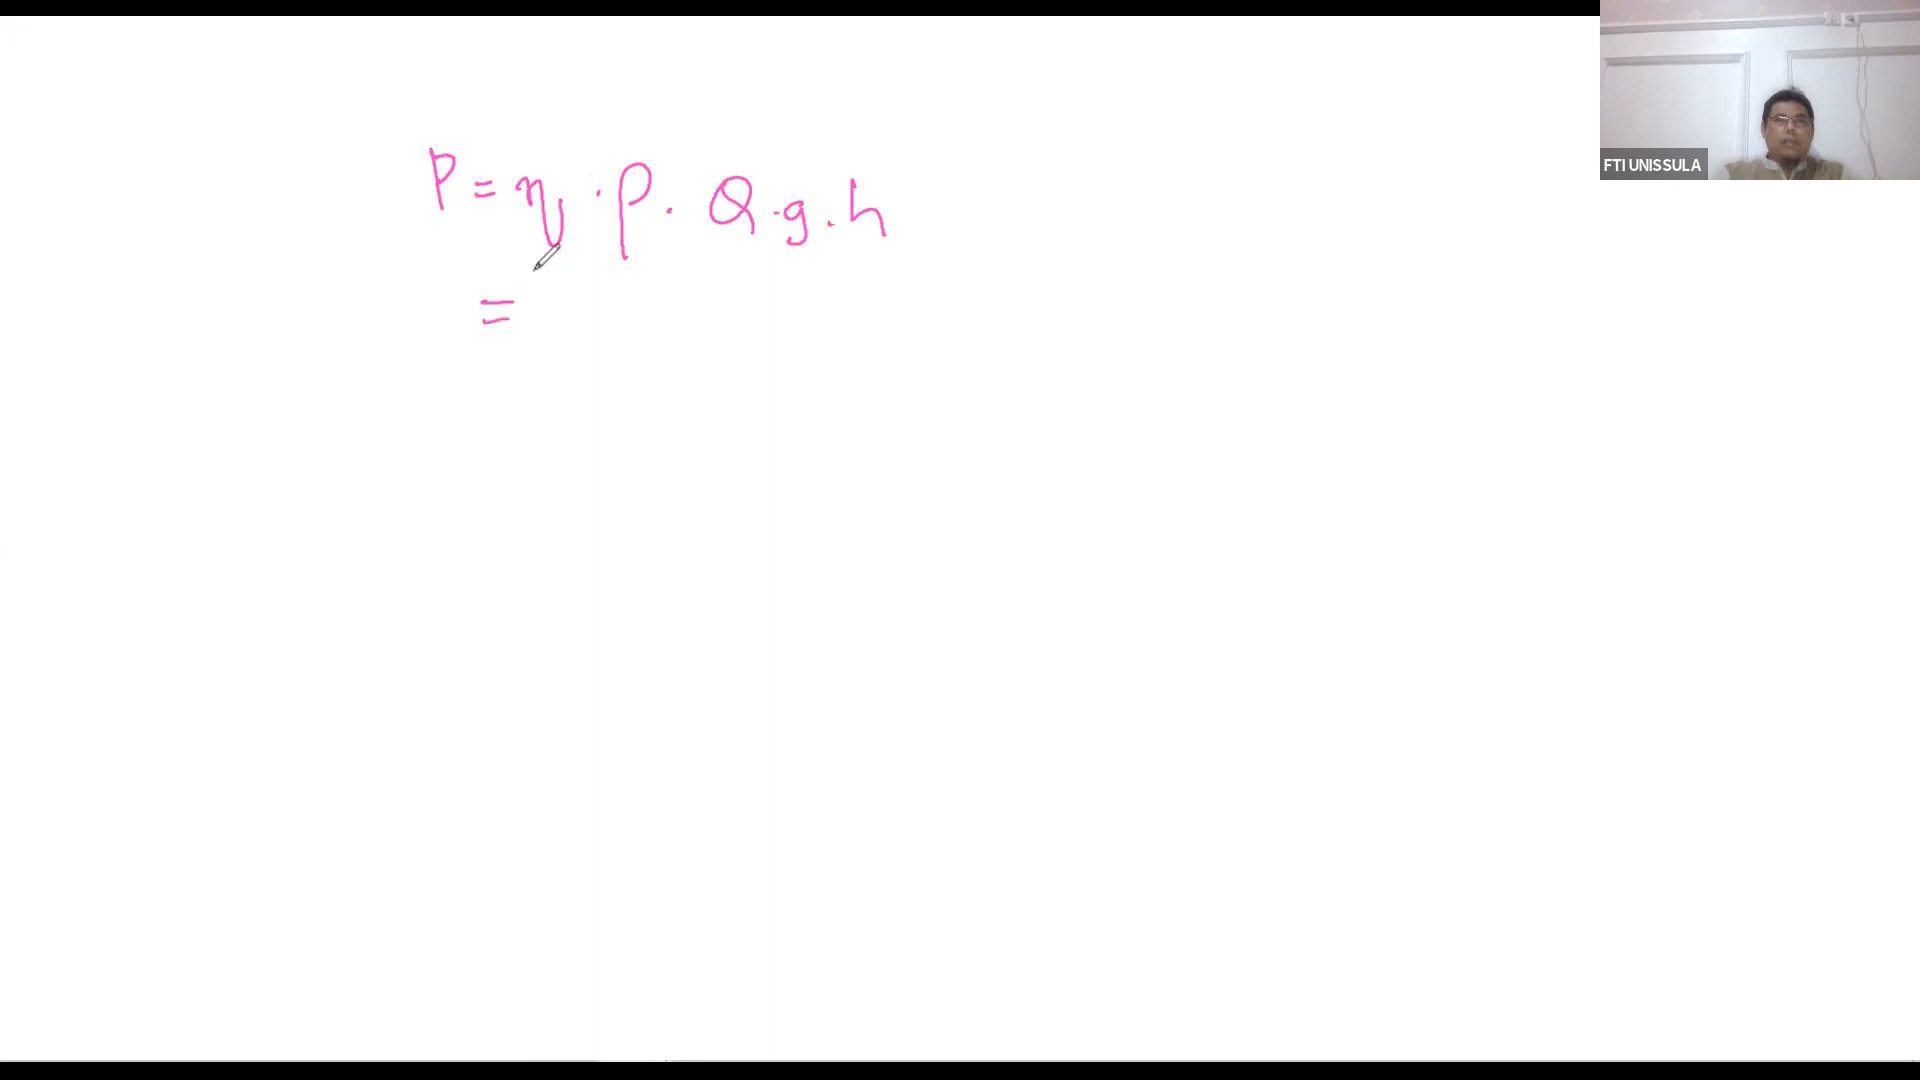 P = η · ρ · Q · g · h
=
FTI UNISSULA